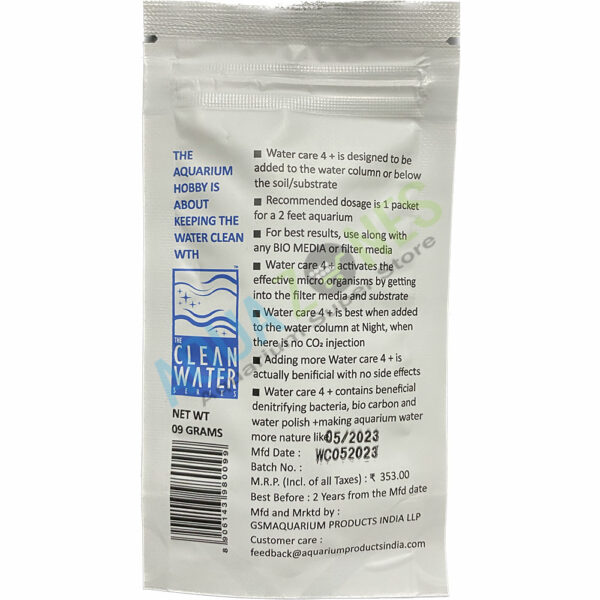 THE
AQUARIUM
HOBBY IS
ABOUT
KEEPING THE
WATER CLEAN
WTH
THE
CLEAN
WATER
SERIES
NET WT
09 GRAMS
8 906143 980099
■ Water care 4 + is designed to be
added to the water column or below
the soil/substrate
■ Recommended dosage is 1 packet
for a 2 feet aquarium
■ For best results, use along with
any BIO MEDIA or filter media
■ Water care 4 + activates the
effective micro organisms by getting
into the filter media and substrate
■ Water care 4 + is best when added
to the water column at Night, when
there is no CO₂ injection
■ Adding more Water care 4 + is
actually benificial with no side effects
■ Water care 4 + contains beneficial
denitrifying bacteria, bio carbon and
water polish +making aquarium water
more nature like
Mfd Date : 05/2023
Batch No. : WC052023
M.R.P. (Incl. of all Taxes) : ₹ 353.00
Best Before : 2 Years from the Mfd date
Mfd and Mrktd by :
GSMAQUARIUM PRODUCTS INDIA LLP
Customer care :
feedback@aquariumproductsindia.com
AQUAZONES
Aquarium Super Store